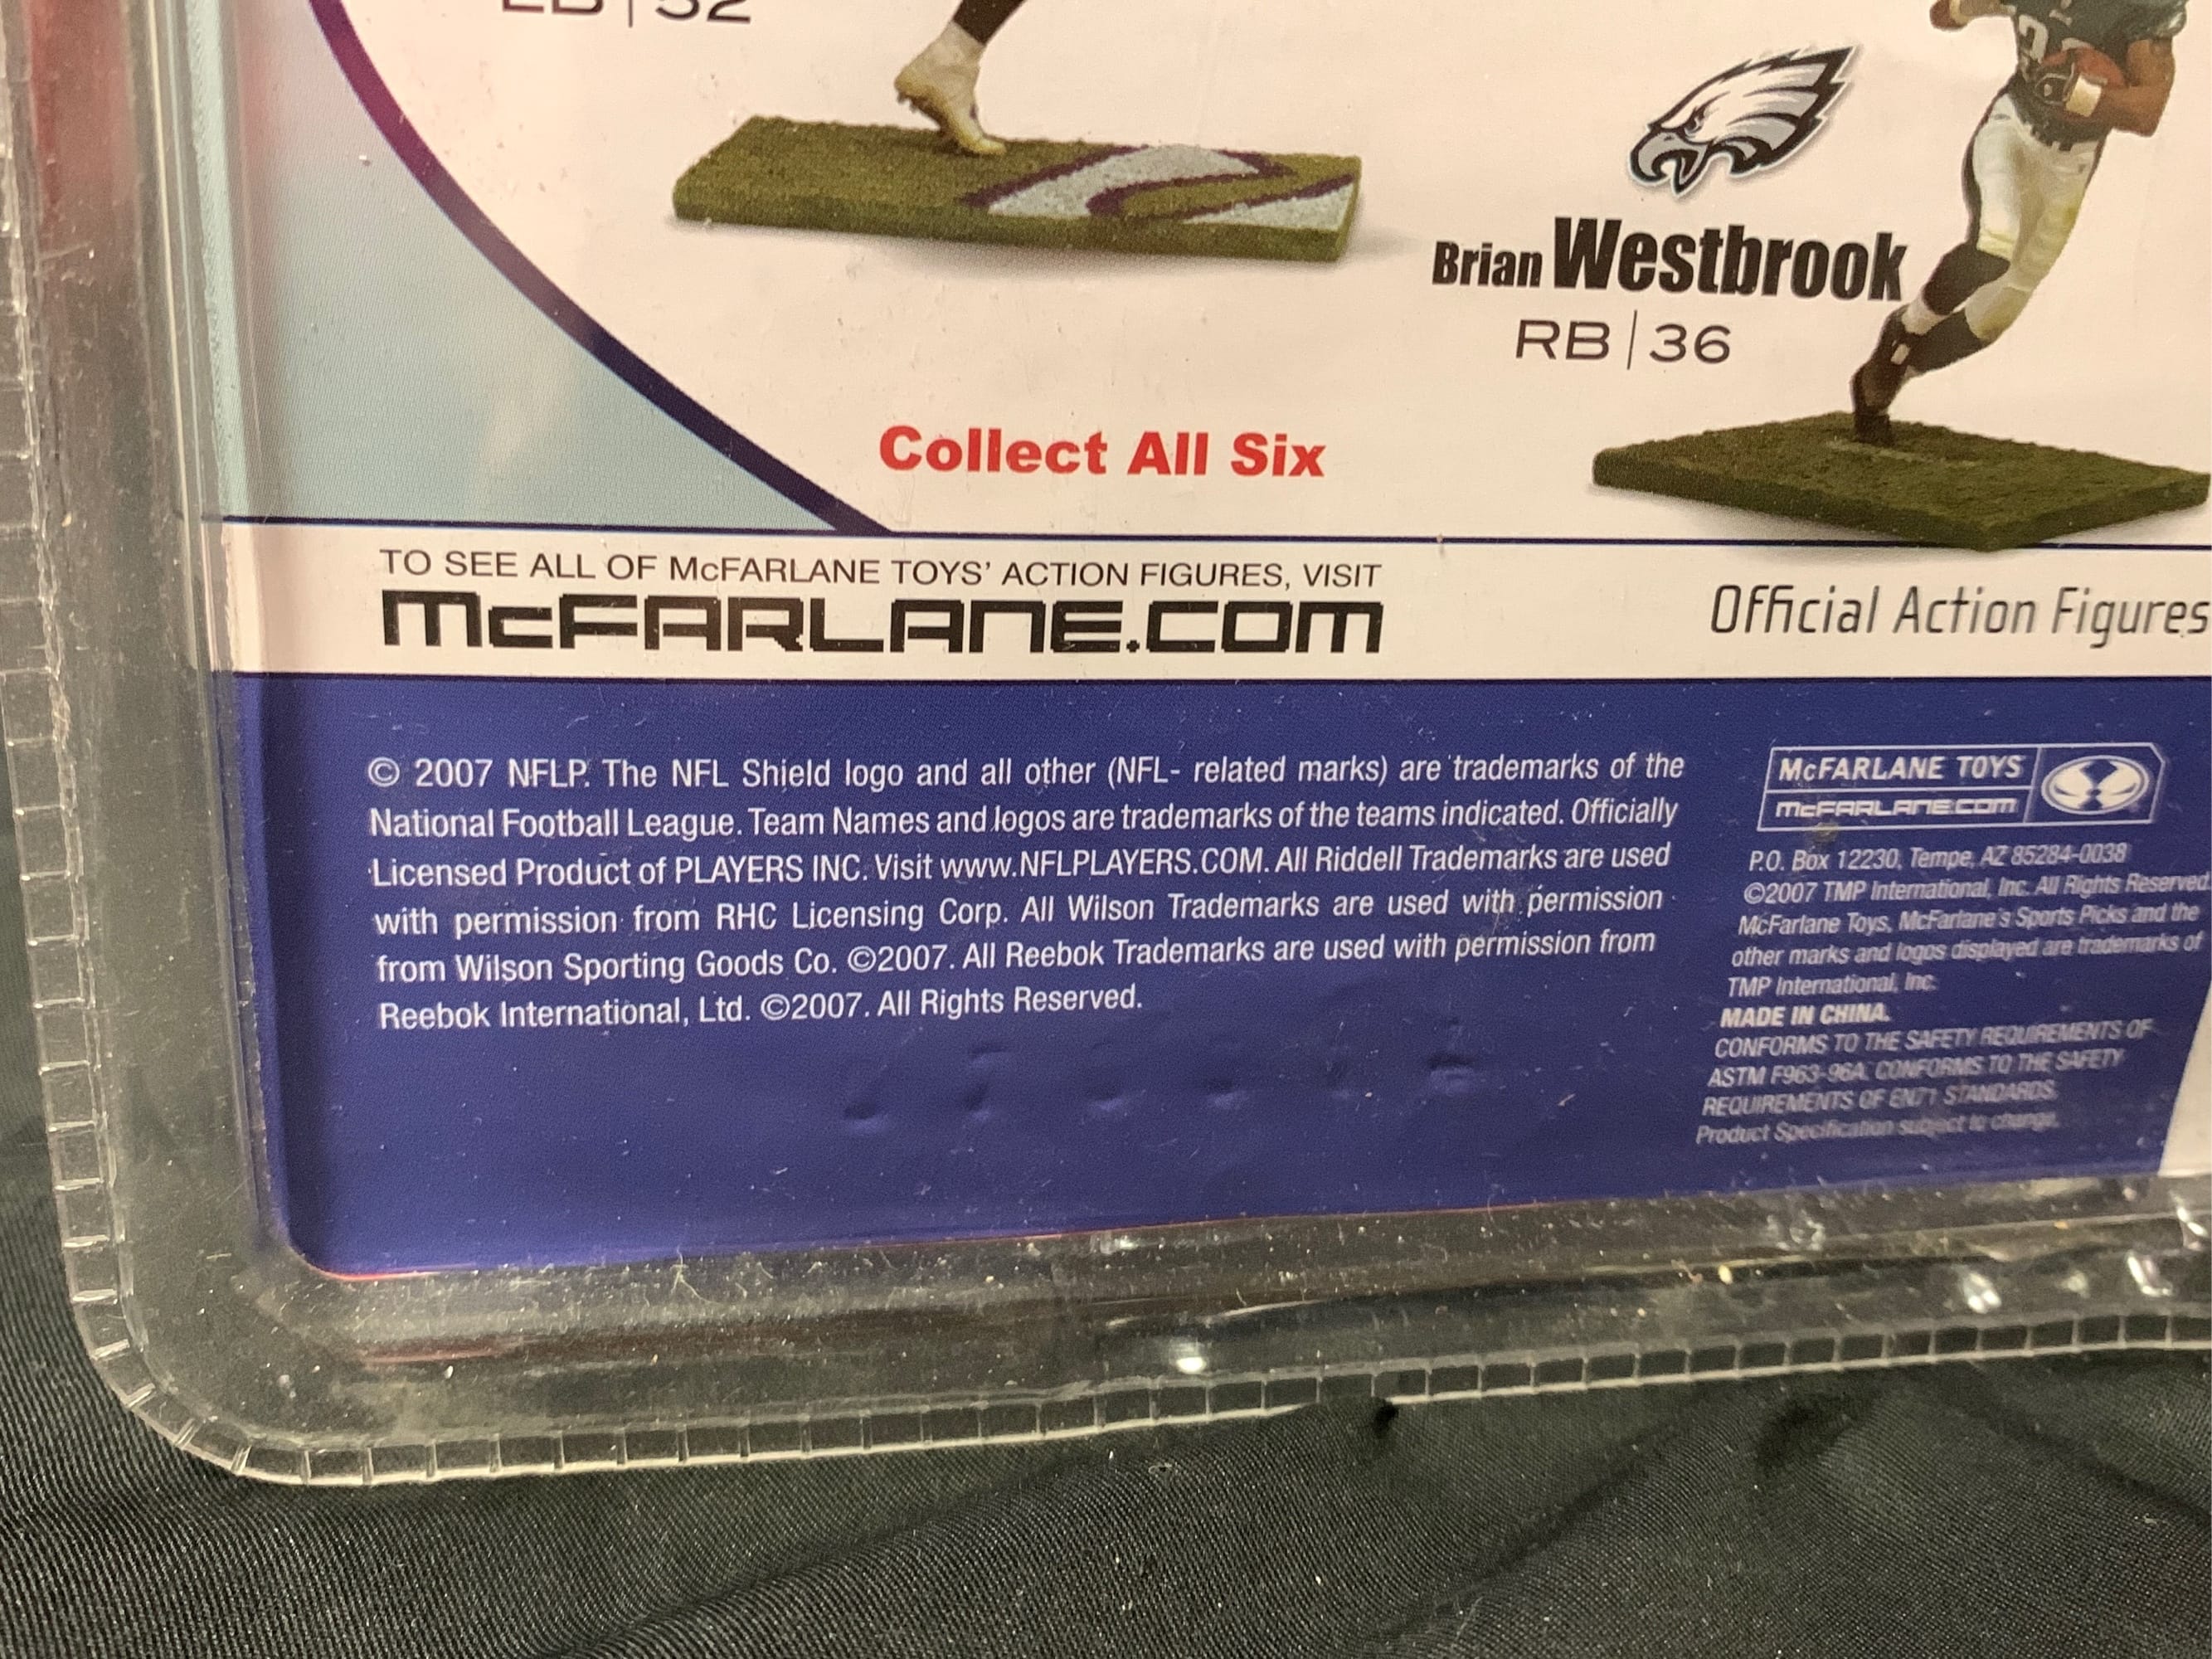 LB | 52
Brian Westbrook
RB | 36
Collect All Six
TO SEE ALL OF McFARLANE TOYS' ACTION FIGURES, VISIT
McFARLANE.COM
Official Action Figures
© 2007 NFLP. The NFL Shield logo and all other (NFL- related marks) are trademarks of the
National Football League. Team Names and logos are trademarks of the teams indicated. Officially
Licensed Product of PLAYERS INC. Visit www.NFLPLAYERS.COM. All Riddell Trademarks are used
with permission from RHC Licensing Corp. All Wilson Trademarks are used with permission
from Wilson Sporting Goods Co. ©2007. All Reebok Trademarks are used with permission from
Reebok International, Ltd. ©2007. All Rights Reserved.
McFARLANE TOYS
McFARLANE.COM
P.O. Box 12230, Tempe, AZ 85284-0038
©2007 TMP International, Inc. All Rights Reserved.
McFarlane Toys, McFarlane's Sports Picks and the
other marks and logos displayed are trademarks of
TMP International, Inc.
MADE IN CHINA.
CONFORMS TO THE SAFETY REQUIREMENTS OF
ASTM F963-96A. CONFORMS TO THE SAFETY
REQUIREMENTS OF EN71 STANDARDS.
Product Specification subject to change.